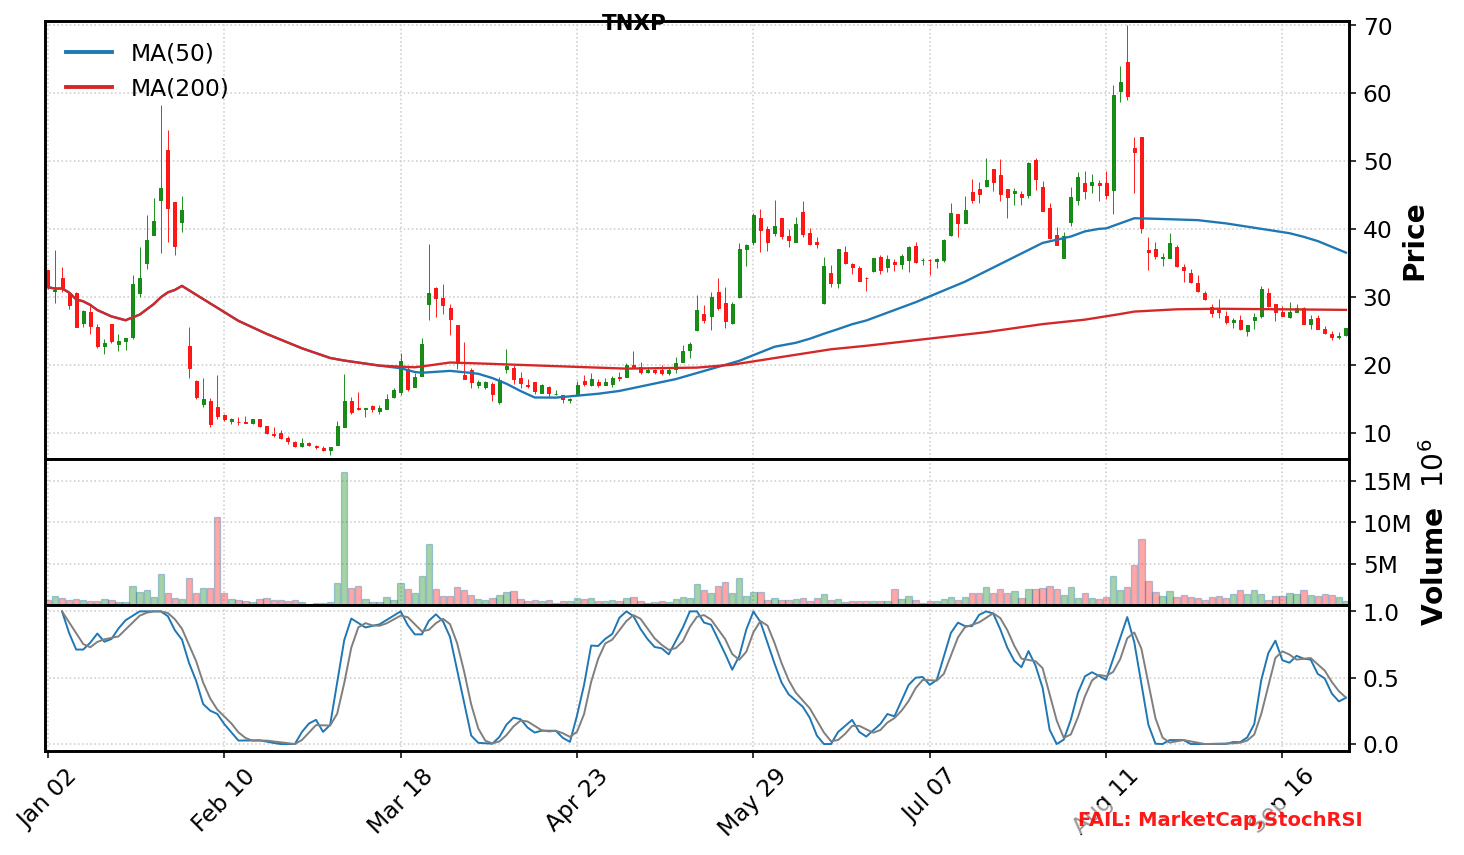 TNXP
MA(50)
MA(200)
70
60
50
40
30
20
10
Price
15M
10M
5M
Volume 10^6
1.0
0.5
0.0
Jan 02
Feb 10
Mar 18
Apr 23
May 29
Jul 07
Aug 11
Sep 16
FAIL: MarketCap,StochRSI